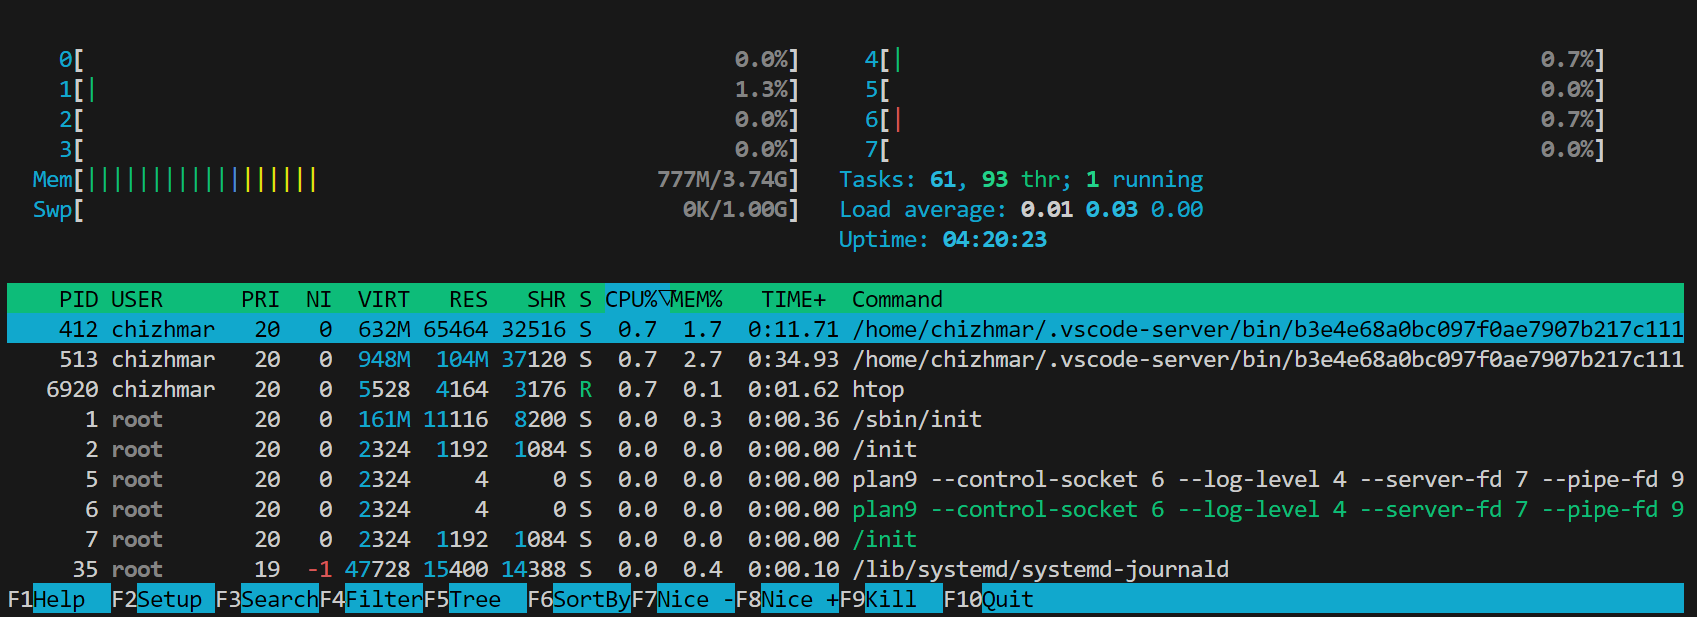 0[ 0.0%] 4[| 0.7%]
1[| 1.3%] 5[ 0.0%]
2[ 0.0%] 6[| 0.7%]
3[ 0.0%] 7[ 0.0%]
Mem[|||||||||||||||||| 777M/3.74G] Tasks: 61, 93 thr; 1 running
Swp[ 0K/1.00G] Load average: 0.01 0.03 0.00
Uptime: 04:20:23
PID USER PRI NI VIRT RES SHR S CPU%▽MEM% TIME+ Command
412 chizhmar 20 0 632M 65464 32516 S 0.7 1.7 0:11.71 /home/chizhmar/.vscode-server/bin/b3e4e68a0bc097f0ae7907b217c111
513 chizhmar 20 0 948M 104M 37120 S 0.7 2.7 0:34.93 /home/chizhmar/.vscode-server/bin/b3e4e68a0bc097f0ae7907b217c111
6920 chizhmar 20 0 5528 4164 3176 R 0.7 0.1 0:01.62 htop
1 root 20 0 161M 11116 8200 S 0.0 0.3 0:00.36 /sbin/init
2 root 20 0 2324 1192 1084 S 0.0 0.0 0:00.00 /init
5 root 20 0 2324 4 0 S 0.0 0.0 0:00.00 plan9 --control-socket 6 --log-level 4 --server-fd 7 --pipe-fd 9
6 root 20 0 2324 4 0 S 0.0 0.0 0:00.00 plan9 --control-socket 6 --log-level 4 --server-fd 7 --pipe-fd 9
7 root 20 0 2324 1192 1084 S 0.0 0.0 0:00.00 /init
35 root 19 -1 47728 15400 14388 S 0.0 0.4 0:00.10 /lib/systemd/systemd-journald
F1Help F2Setup F3SearchF4FilterF5Tree F6SortByF7Nice -F8Nice +F9Kill F10Quit